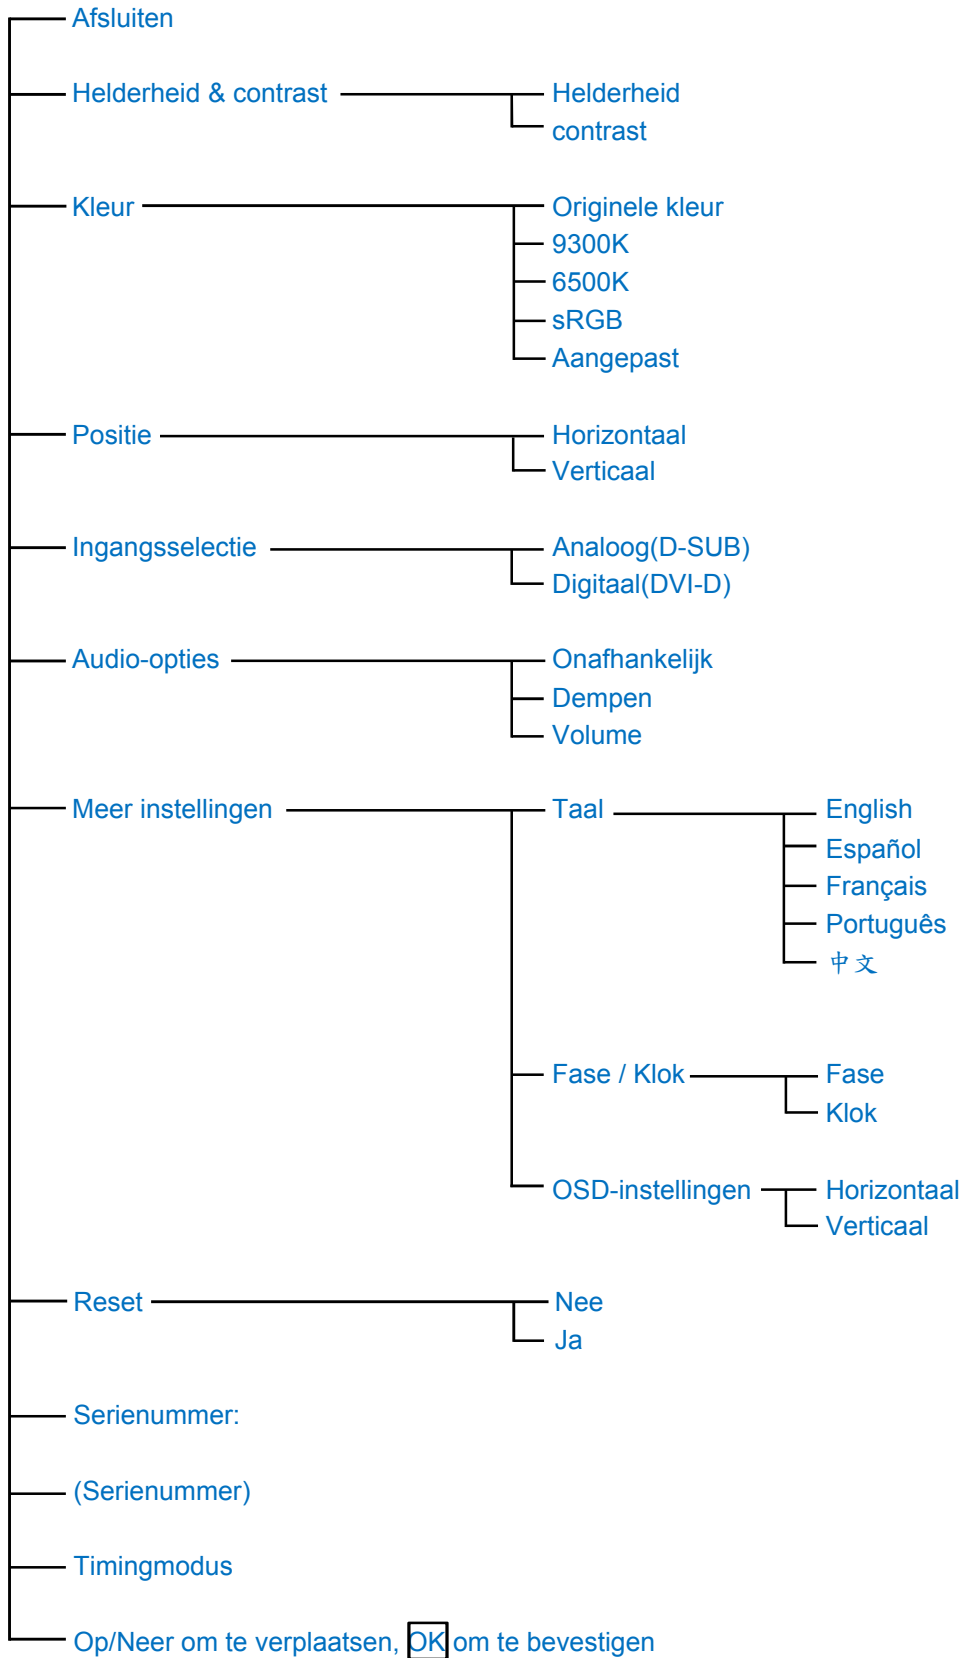 Afsluiten
Helderheid & contrast
Helderheid
contrast
Kleur
Originele kleur
9300K
6500K
sRGB
Aangepast
Positie
Horizontaal
Verticaal
Ingangsselectie
Analoog(D-SUB)
Digitaal(DVI-D)
Audio-opties
Onafhankelijk
Dempen
Volume
Meer instellingen
Taal
English
Español
Français
Português
中文
Fase / Klok
Fase
Klok
OSD-instellingen
Horizontaal
Verticaal
Reset
Nee
Ja
Serienummer:
(Serienummer)
Timingmodus
Op/Neer om te verplaatsen, OK om te bevestigen